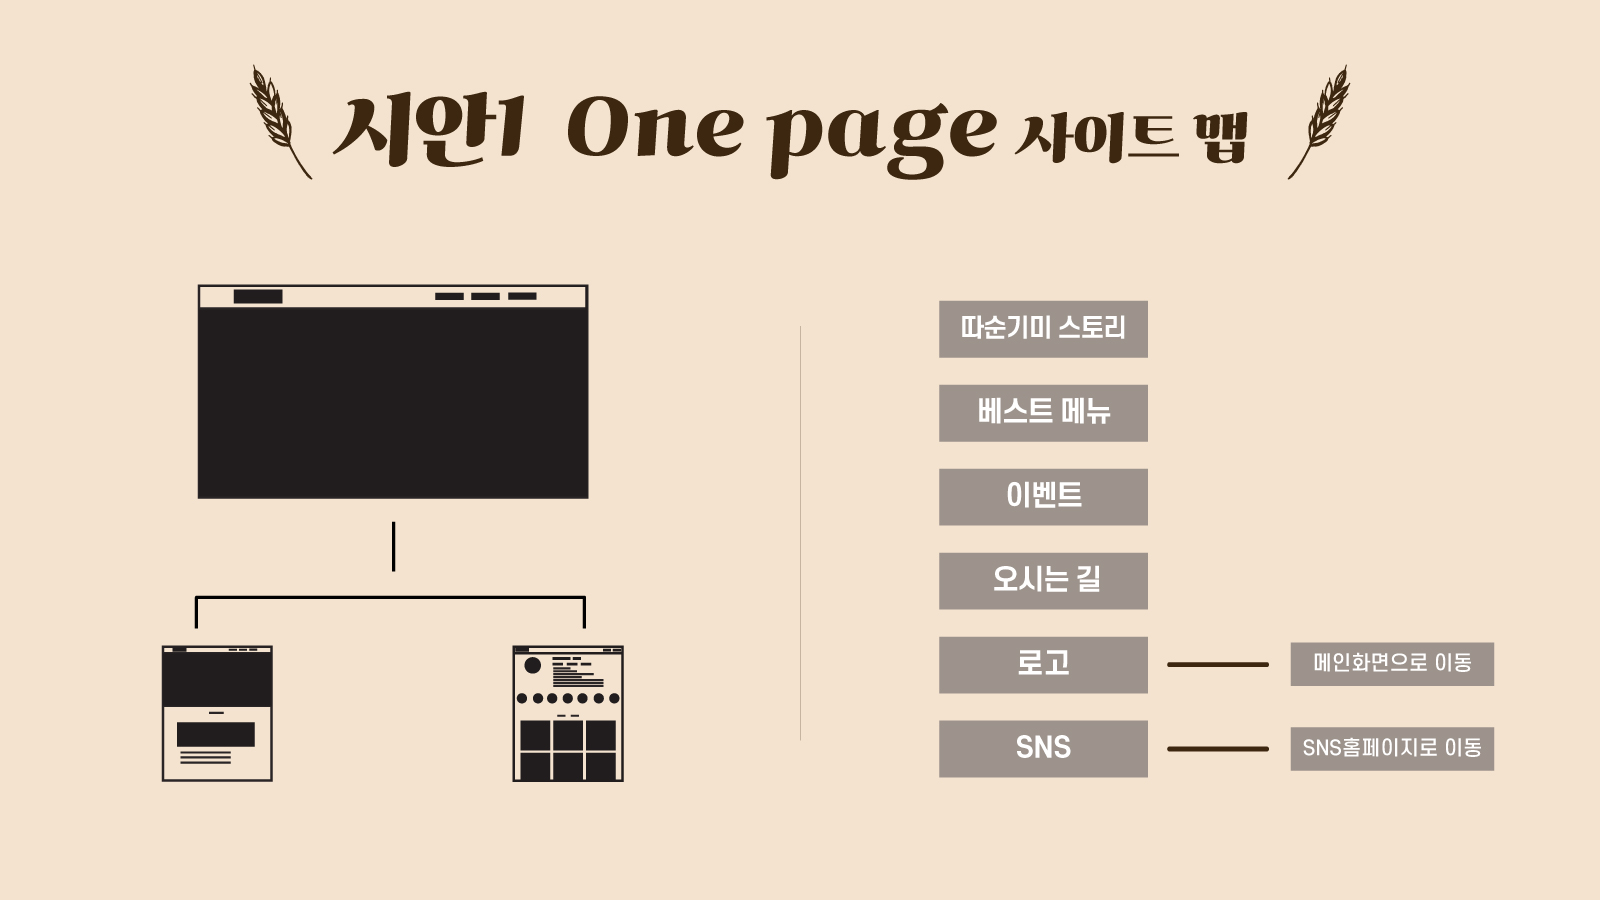 시안1 One page 사이트 맵
따순기미 스토리
베스트 메뉴
이벤트
오시는 길
로고
메인화면으로 이동
SNS
SNS홈페이지로 이동